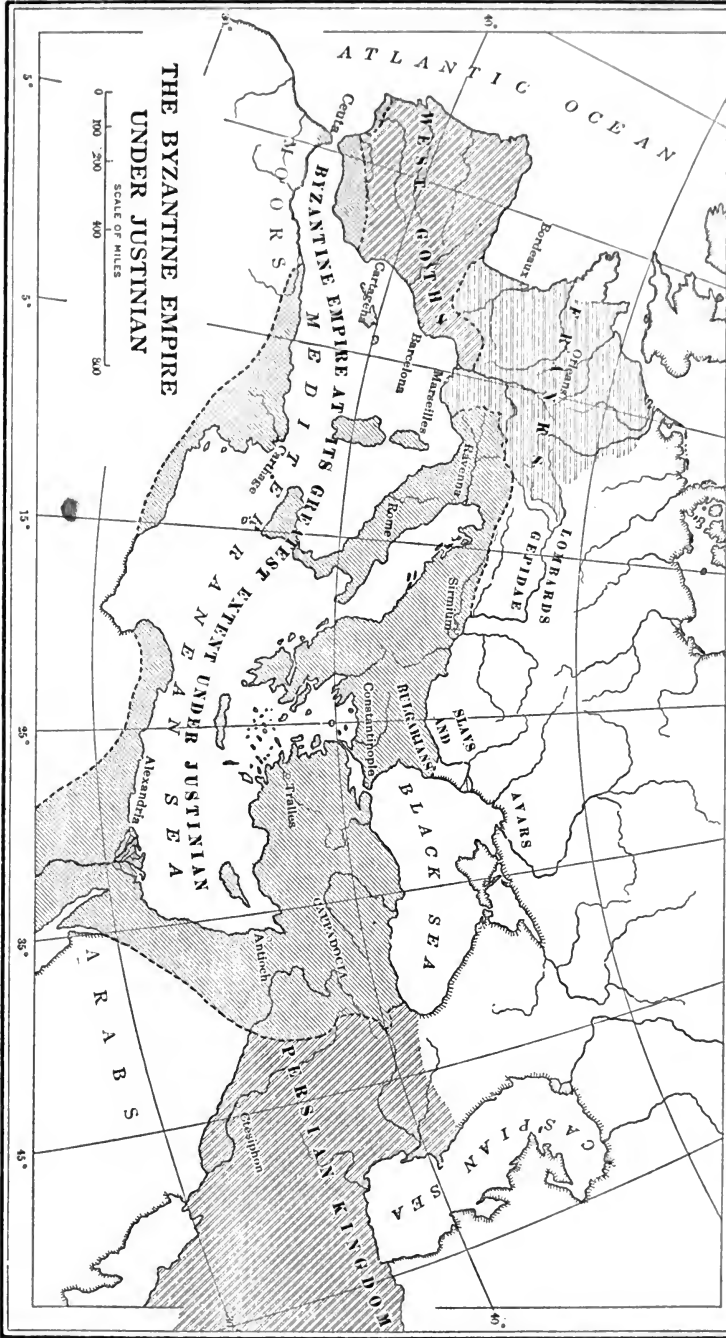 THE BYZANTINE EMPIRE
UNDER JUSTINIAN
SCALE OF MILES
0 100 200 400 800
ATLANTIC OCEAN
WEST GOTHS
FRANKS
Bordeaux
Orleans
Ceuta
MOORS
Cartagena
Barcelona
Marseilles
BYZANTINE EMPIRE AT ITS GREATEST EXTENT UNDER JUSTINIAN
MEDITERRANEAN SEA
Carthage
Ravenna
Rome
LOMBARDS
GEPIDAE
Sirmium
SLAVS
AND
BULGARIANS
AVARS
Constantinople
BLACK SEA
Tralles
CAPPADOCIA
Antioch
Alexandria
ARABS
PERSIAN KINGDOM
Ctesiphon
CASPIAN SEA
5°
5°
15°
25°
35°
45°